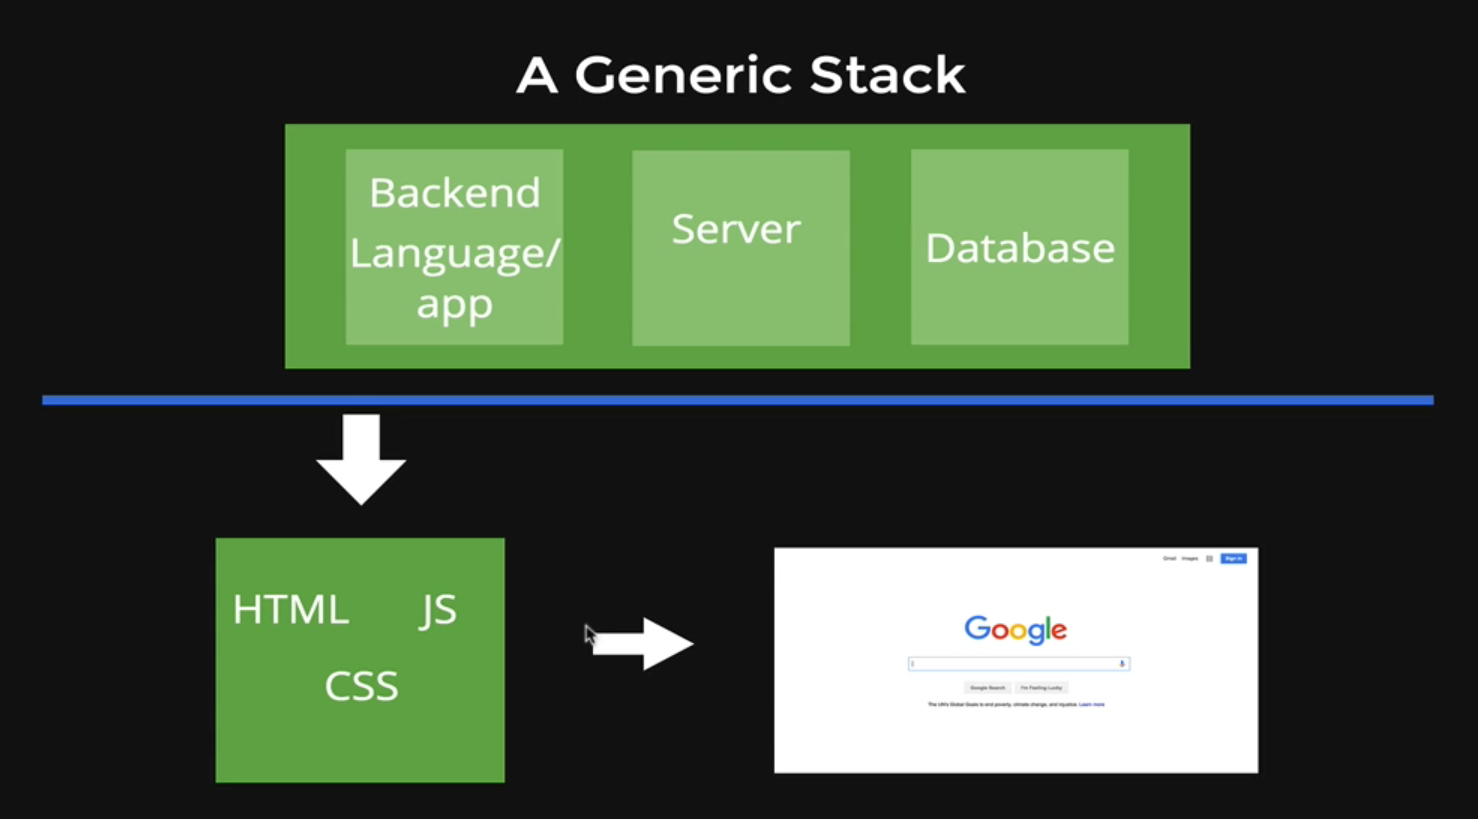 A Generic Stack
Backend
Language/
app
Server
Database
HTML JS
CSS
Gmail Images Sign in
Google
Google Search I'm Feeling Lucky
The UN's Global Goals to end poverty, climate change, and injustice. Learn more